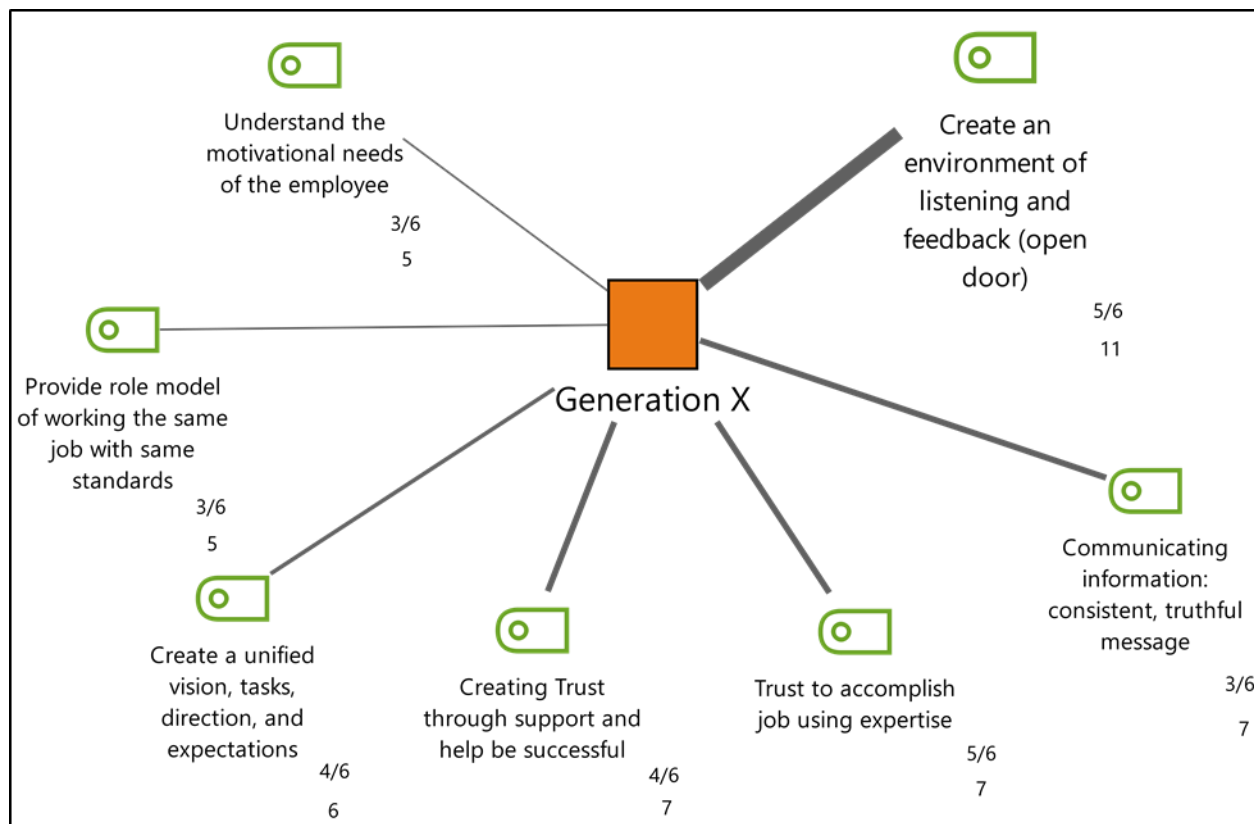 Understand the
motivational needs
of the employee
3/6
5
Create an
environment of
listening and
feedback (open
door)
5/6
11
Provide role model
of working the same
job with same
standards
3/6
5
Generation X
Communicating
information:
consistent, truthful
message
3/6
7
Create a unified
vision, tasks,
direction, and
expectations
4/6
6
Creating Trust
through support and
help be successful
4/6
7
Trust to accomplish
job using expertise
5/6
7